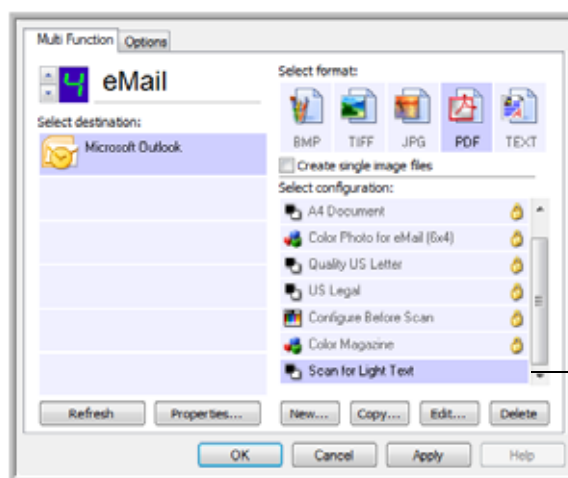 Multi Function Options
4 eMail
Select destination:
Microsoft Outlook
Select format:
BMP TIFF JPG PDF TEXT
Create single image files
Select configuration:
A4 Document
Color Photo for eMail (6x4)
Quality US Letter
US Legal
Configure Before Scan
Color Magazine
Scan for Light Text
Refresh Properties... New... Copy... Edit... Delete
OK Cancel Apply Help